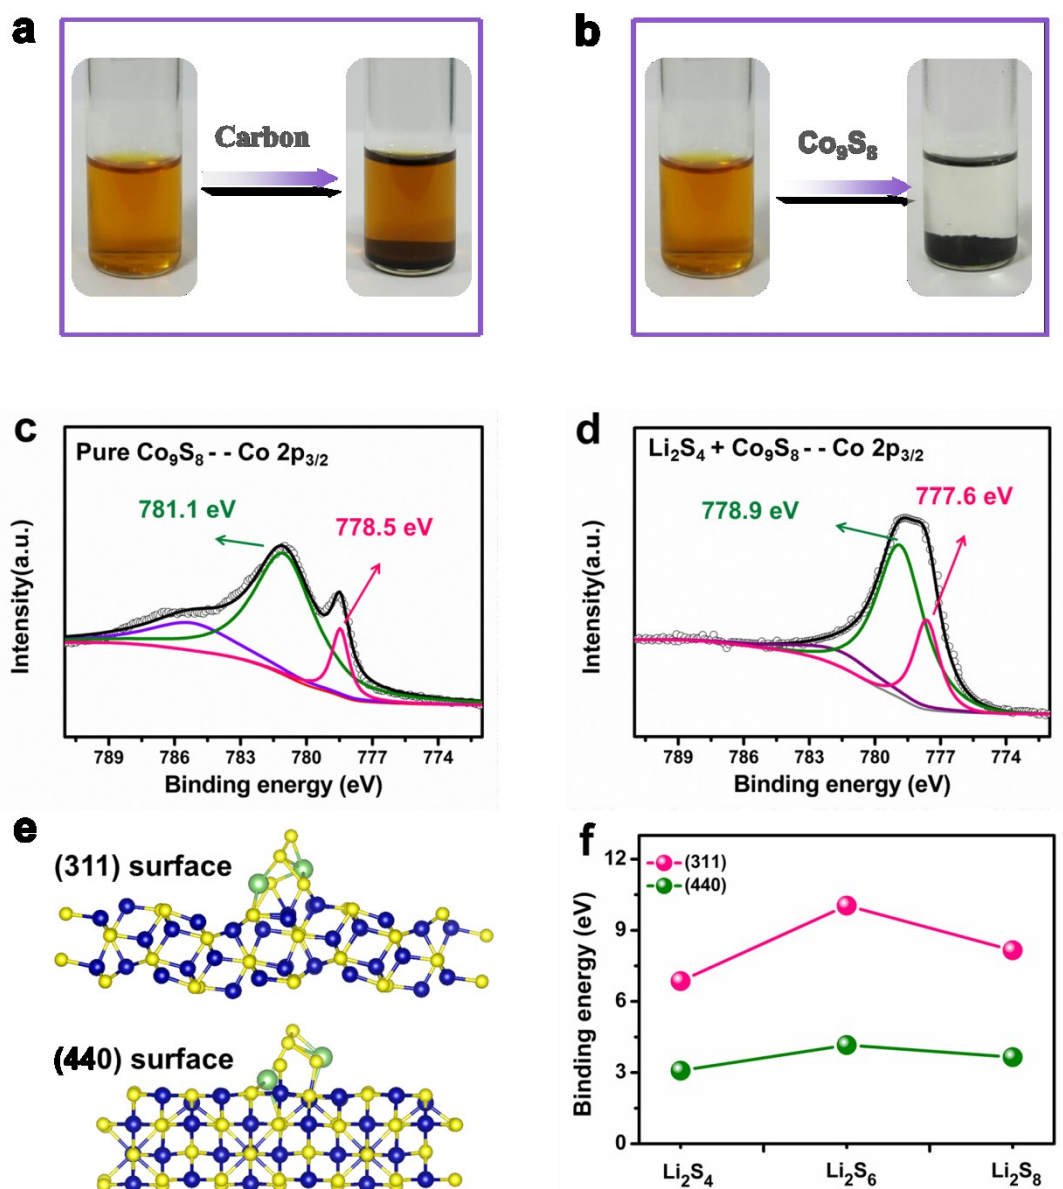 a
Carbon
b
Co₉S₈
c
Pure Co₉S₈ - - Co 2p₃/₂
781.1 eV
778.5 eV
Intensity(a.u.)
789 786 783 780 777 774
Binding energy (eV)
d
Li₂S₄ + Co₉S₈ - - Co 2p₃/₂
778.9 eV
777.6 eV
Intensity(a.u.)
789 786 783 780 777 774
Binding energy (eV)
e
(311) surface
(440) surface
f
(311)
(440)
Binding energy (eV)
12
9
6
3
0
Li₂S₄ Li₂S₆ Li₂S₈